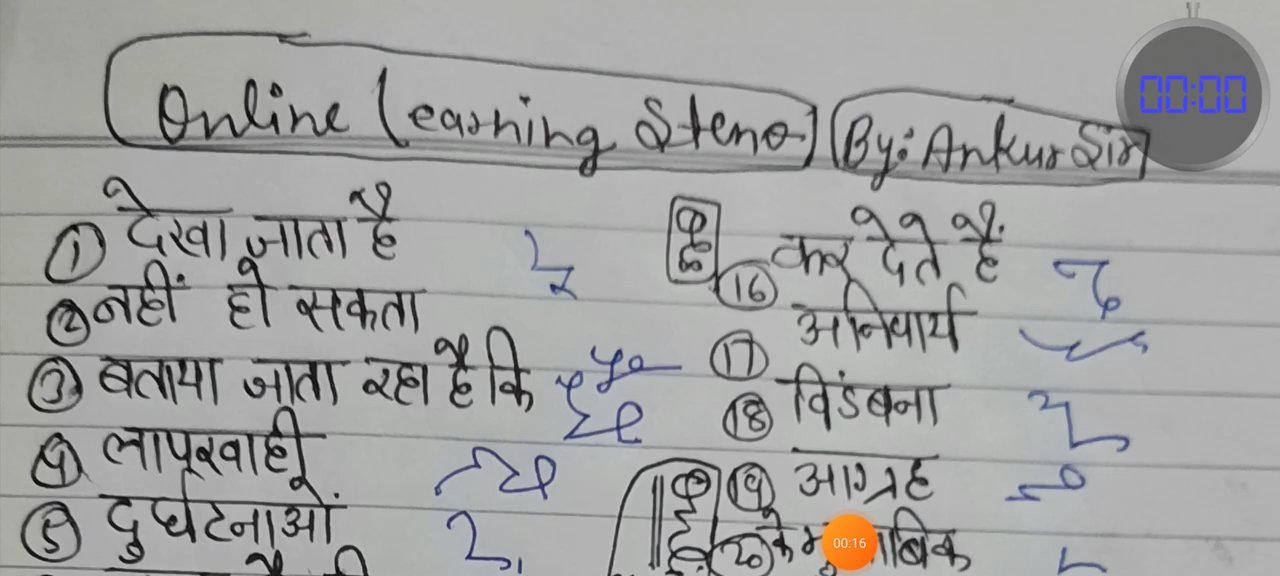 Online Learning Steno By: Ankur Sir
00:00
① देखा जाता है
② नहीं हो सकता
③ बताया जाता रहा है कि
④ लापरवाही
⑤ दुर्घटनाओं
⑯ कर देते हैं
⑰ अनिवार्य
⑱ विडंबना
⑲ आग्रह
⑳ के
00:16